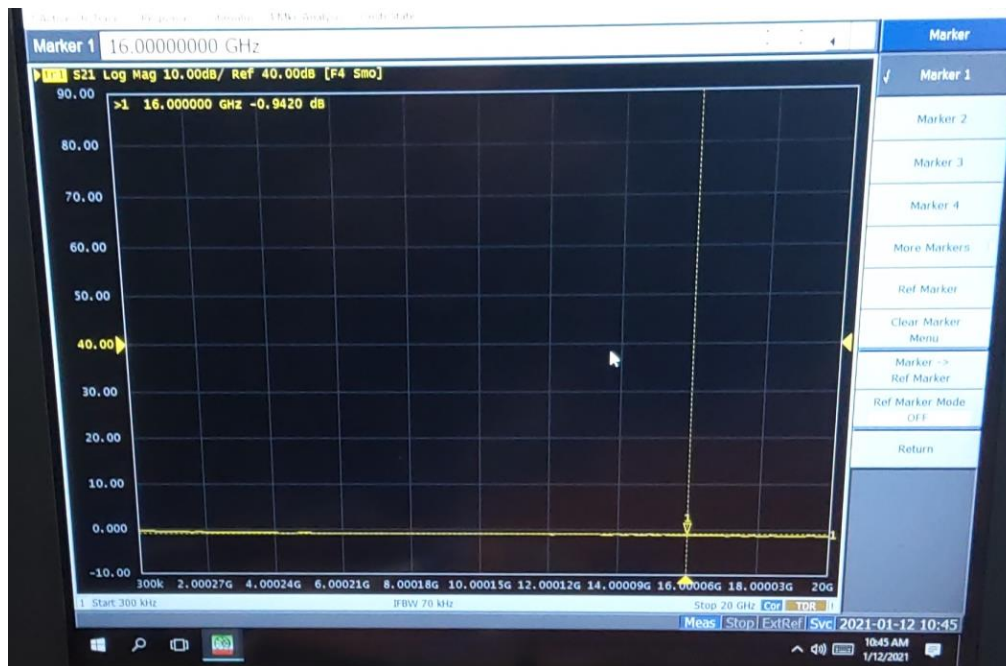 Marker 1 16.00000000 GHz
Marker
Tr1 S21 Log Mag 10.00dB/ Ref 40.00dB [F4 Smo]
>1 16.000000 GHz -0.9420 dB
90.00
80.00
70.00
60.00
50.00
40.00
30.00
20.00
10.00
0.000
-10.00
1
1
300k 2.00027G 4.00024G 6.00021G 8.00018G 10.00015G 12.00012G 14.00009G 16.00006G 18.00003G 20G
1 Start 300 kHz IFBW 70 kHz Stop 20 GHz Cor TDR
√ Marker 1
Marker 2
Marker 3
Marker 4
More Markers
Ref Marker
Clear Marker
Menu
Marker ->
Ref Marker
Ref Marker Mode
OFF
Return
Meas Stop ExtRef Svc 2021-01-12 10:45
10:45 AM
1/12/2021